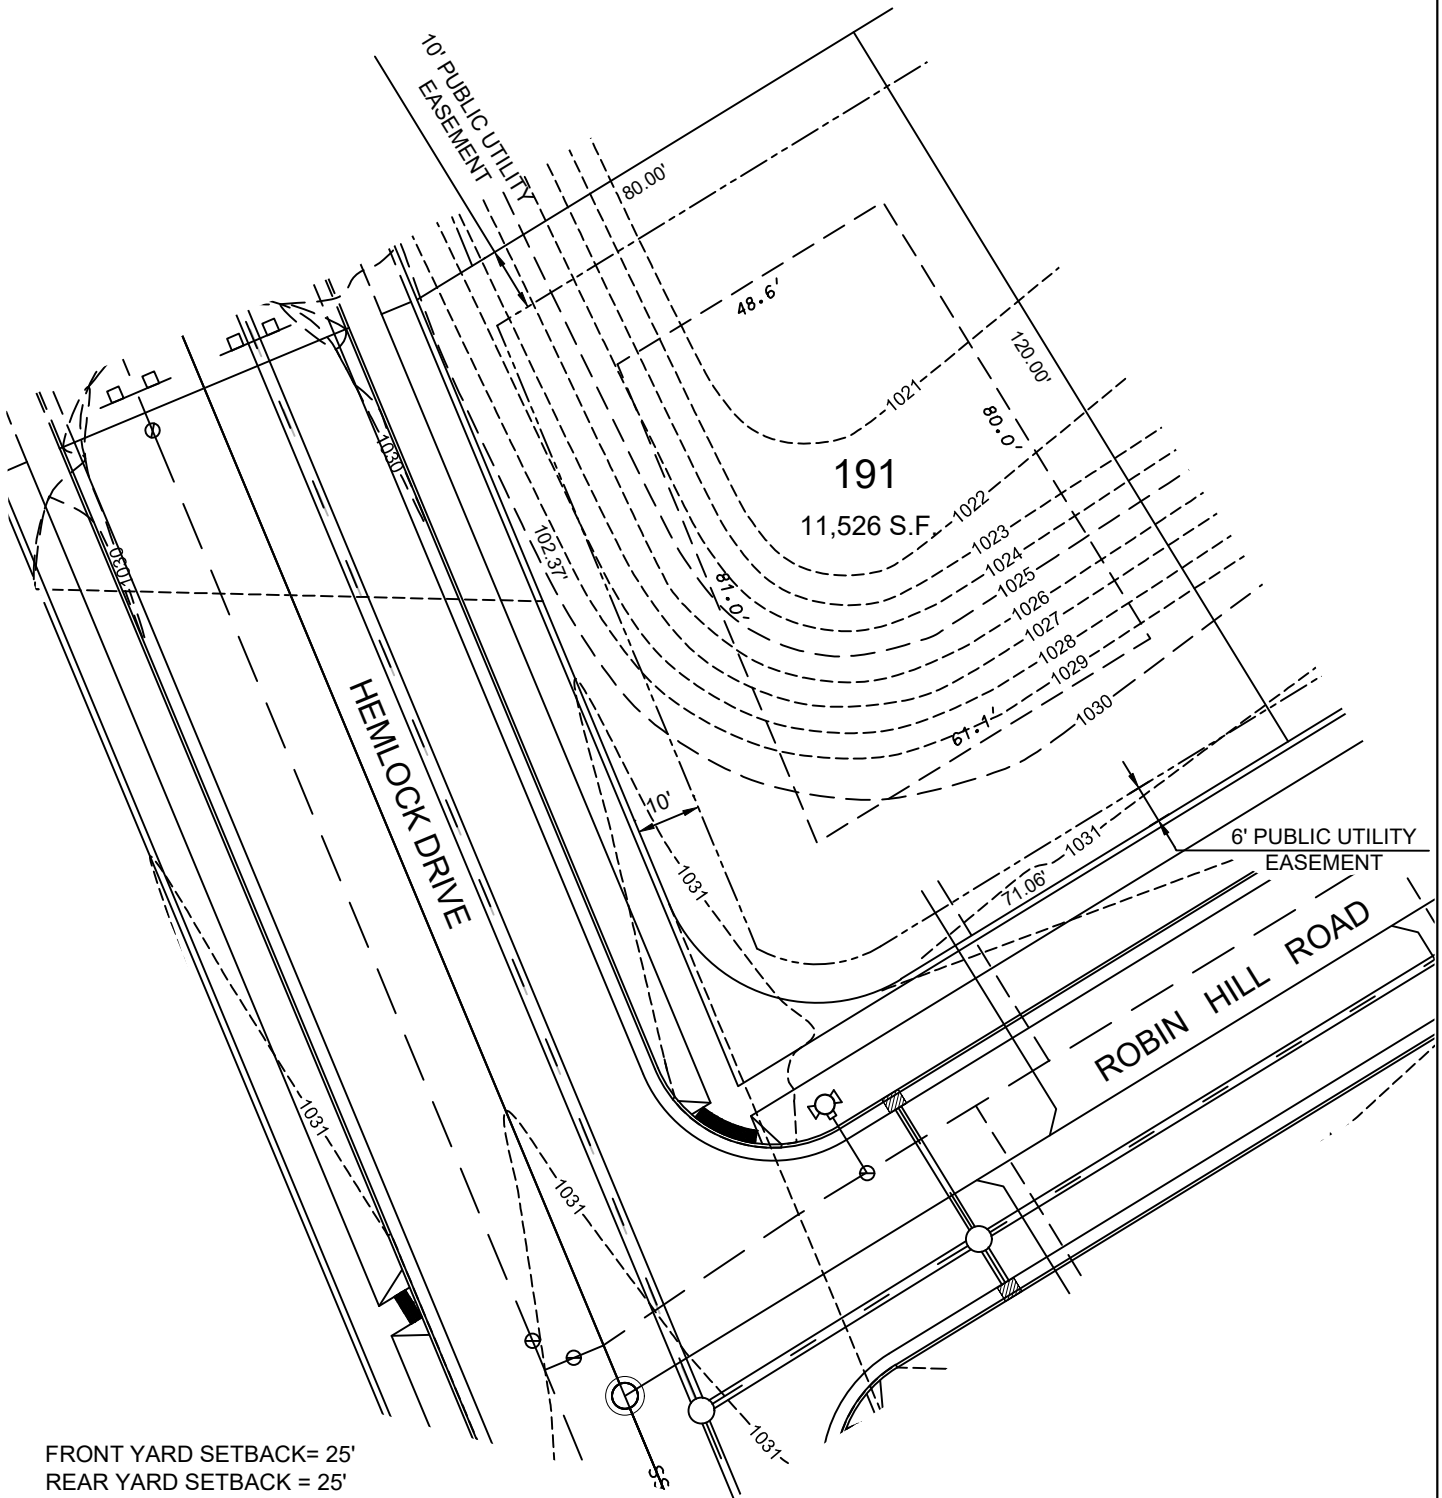 10' PUBLIC UTILITY
EASEMENT
80.00'
48.6'
120.00'
1021
80.0'
191
11,526 S.F.
1022
1023
1024
1025
1026
1027
1028
1029
1030
1030
1030
102.37'
81.0'
61.1'
HEMLOCK DRIVE
10'
1031
1031
71.06'
6' PUBLIC UTILITY
EASEMENT
ROBIN HILL ROAD
1031
1031
1031
SS
FRONT YARD SETBACK= 25'
REAR YARD SETBACK = 25'